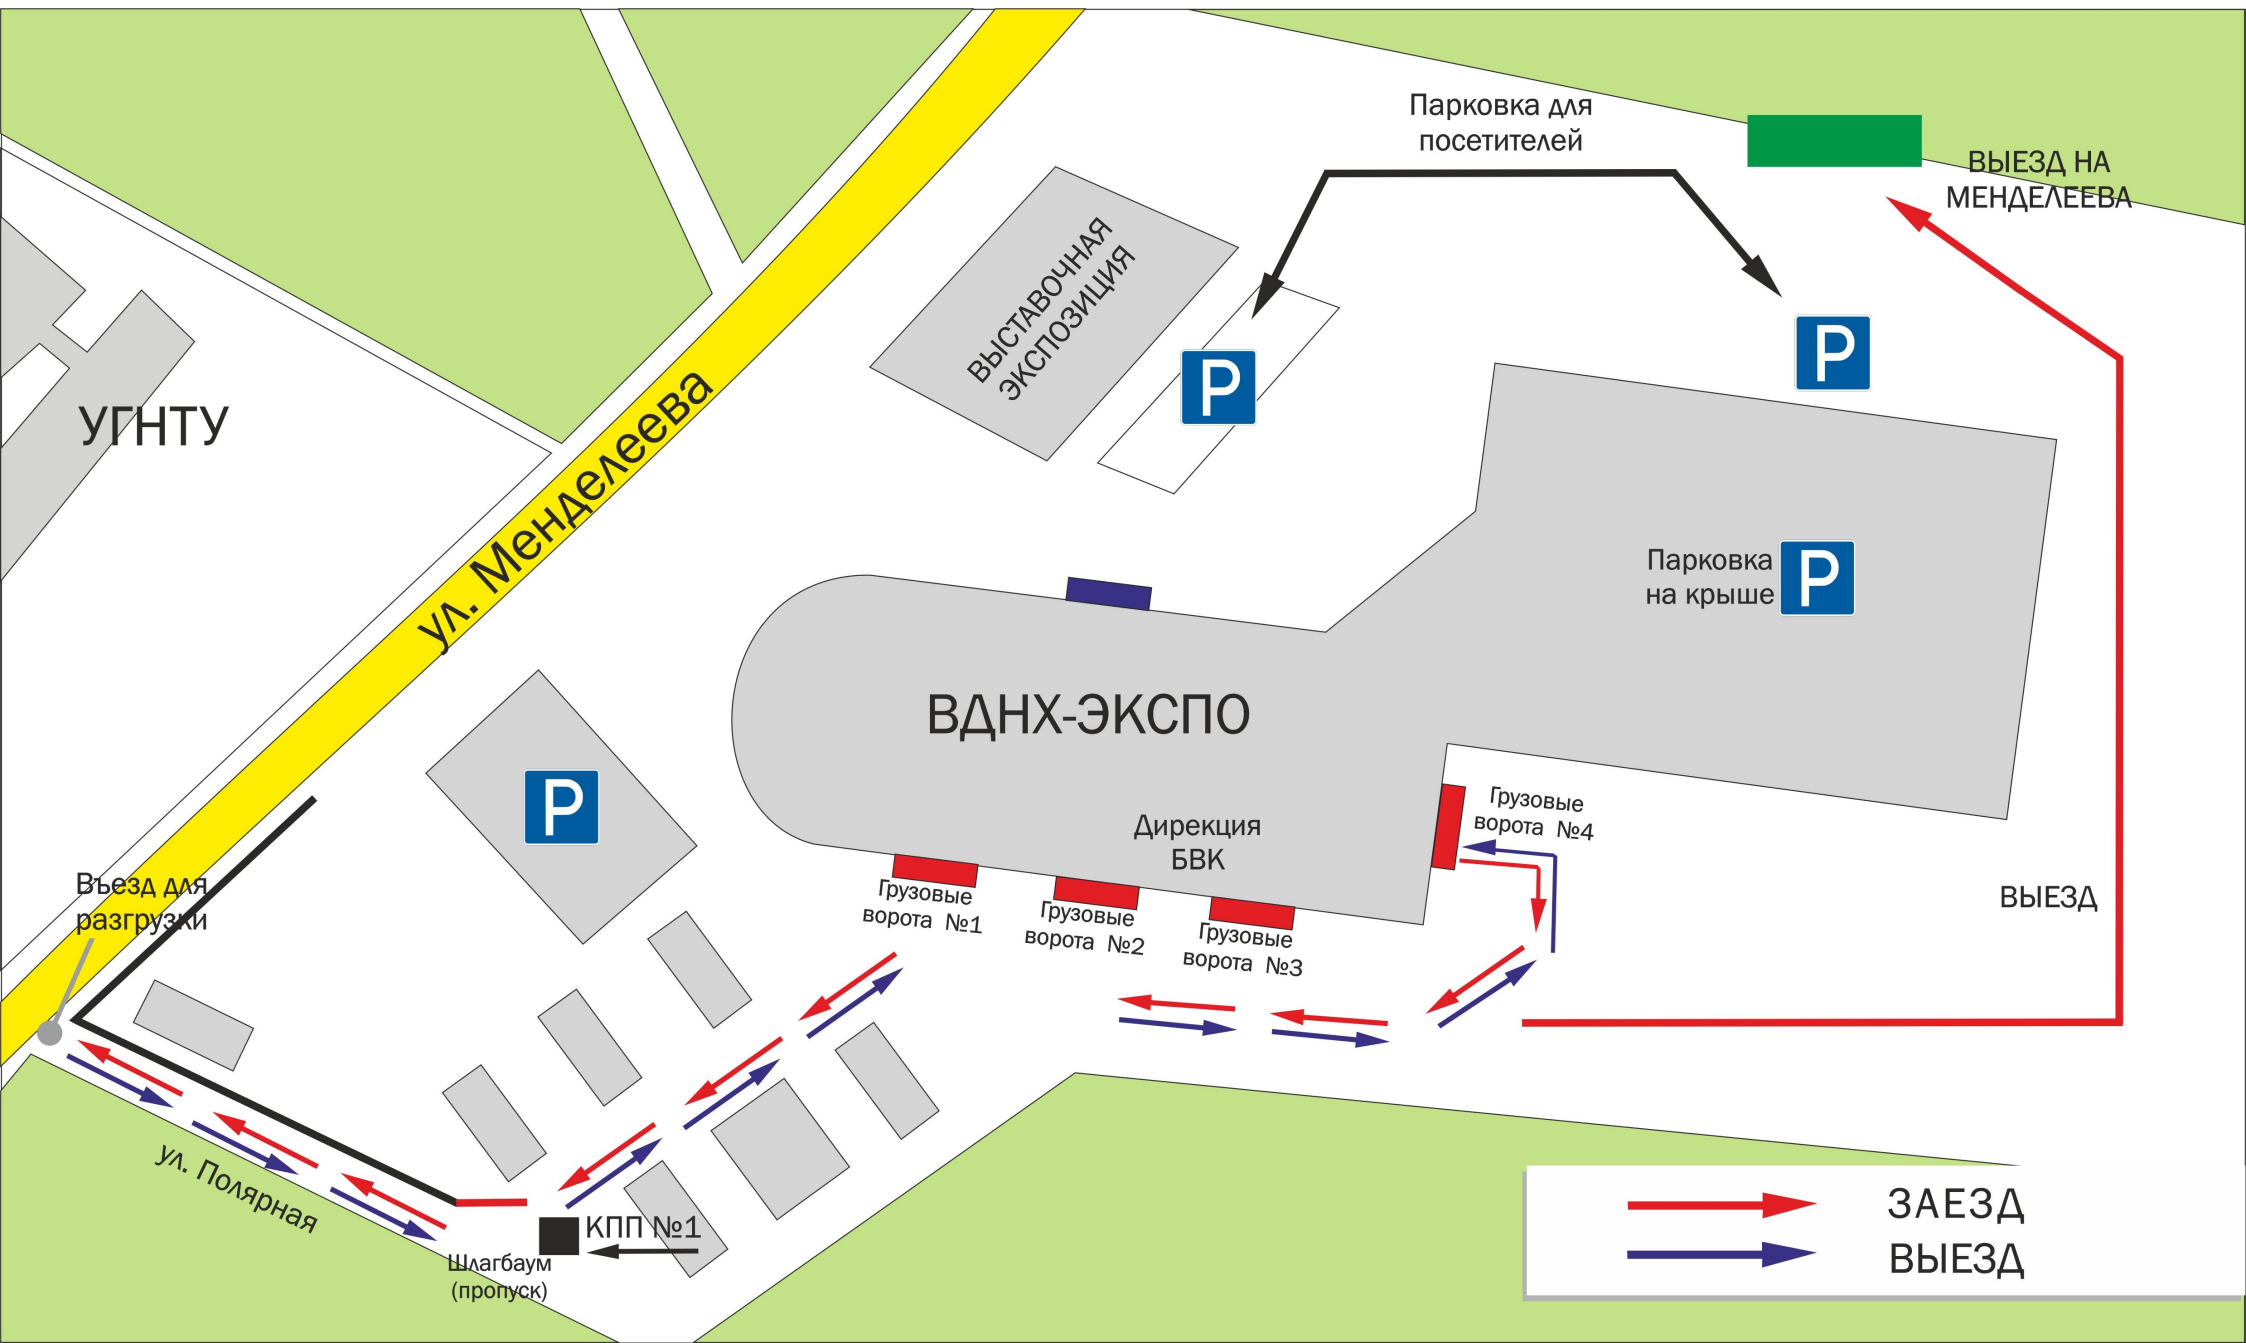 Парковка для
посетителей
ВЫЕЗД НА
МЕНДЕЛЕЕВА
ВЫСТАВОЧНАЯ
ЭКСПОЗИЦИЯ
P
P
УГНТУ
ул. Менделеева
Парковка
на крыше
P
ВДНХ-ЭКСПО
P
Дирекция
БВК
Грузовые
ворота №4
Грузовые
ворота №1
Грузовые
ворота №2
Грузовые
ворота №3
ВЫЕЗД
Въезд для
разгрузки
ул. Полярная
КПП №1
Шлагбаум
(пропуск)
ЗАЕЗД
ВЫЕЗД